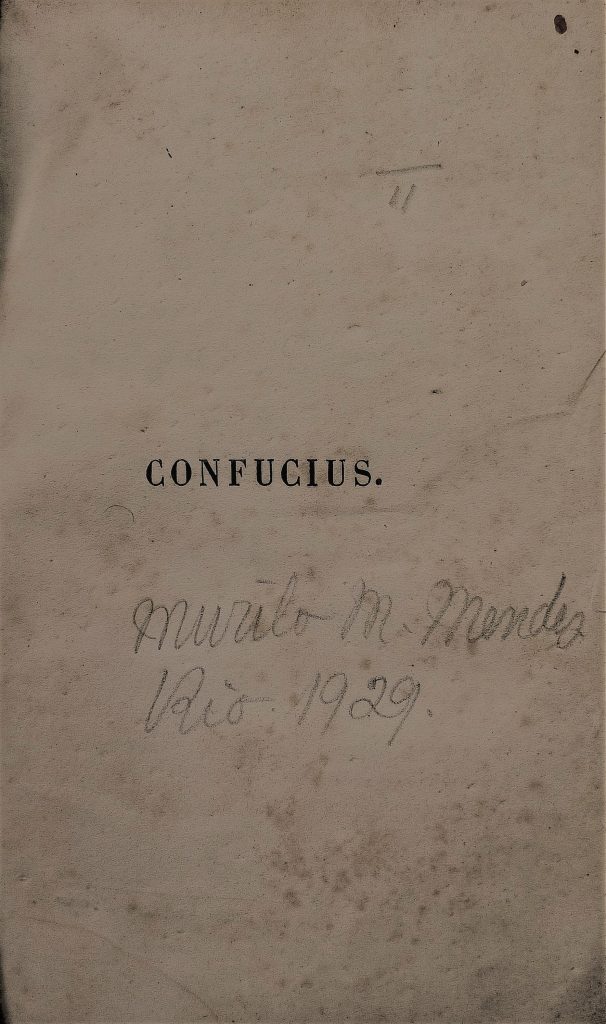 CONFUCIUS.
Murilo M. Mendes
Rio 1929.